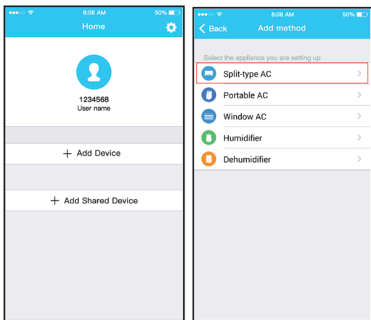 8:08 AM
50%
Home
1234568
User name
+ Add Device
+ Add Shared Device
8:08 AM
50%
Back
Add method
Select the appliance you are setting up
Split-type AC
Portable AC
Window AC
Humidifier
Dehumidifier